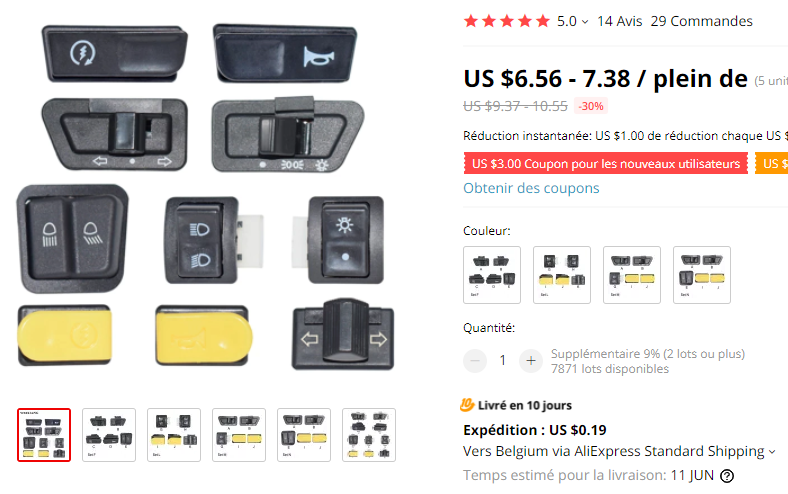 5.0 14 Avis 29 Commandes
US $6.56 - 7.38 / plein de (5 unit
US $9.37 - 10.55 -30%
Réduction instantanée: US $1.00 de réduction chaque US $
US $3.00 Coupon pour les nouveaux utilisateurs US $
Obtenir des coupons
Couleur:
Quantité:
1
Supplémentaire 9% (2 lots ou plus)
7871 lots disponibles
Livré en 10 jours
Expédition : US $0.19
Vers Belgium via AliExpress Standard Shipping
Temps estimé pour la livraison: 11 JUN